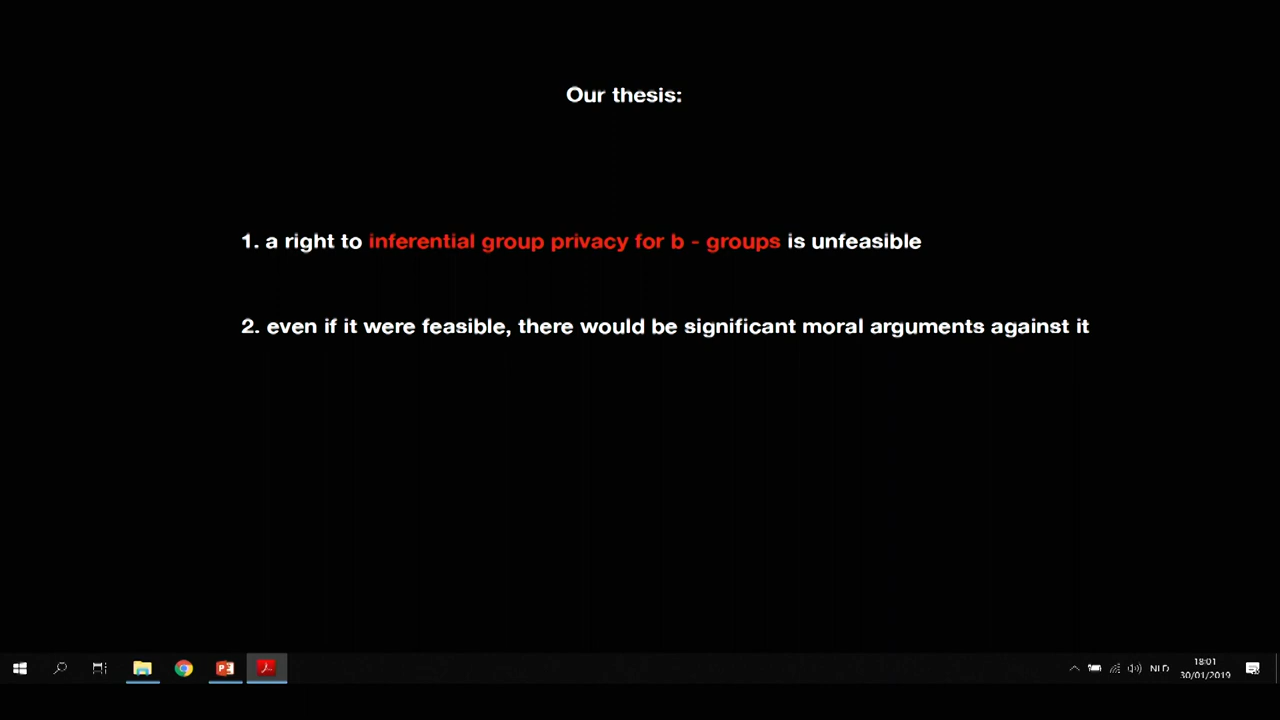 Our thesis:
1. a right to inferential group privacy for b - groups is unfeasible
2. even if it were feasible, there would be significant moral arguments against it
NLD
18:01
30/01/2019